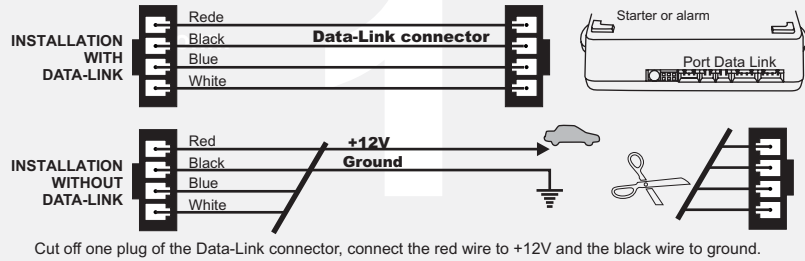 INSTALLATION
WITH
DATA-LINK
Rede
Black
Blue
White
Data-Link connector
Starter or alarm
Port Data Link
1
INSTALLATION
WITHOUT
DATA-LINK
Red
Black
Blue
White
+12V
Ground
Cut off one plug of the Data-Link connector, connect the red wire to +12V and the black wire to ground.